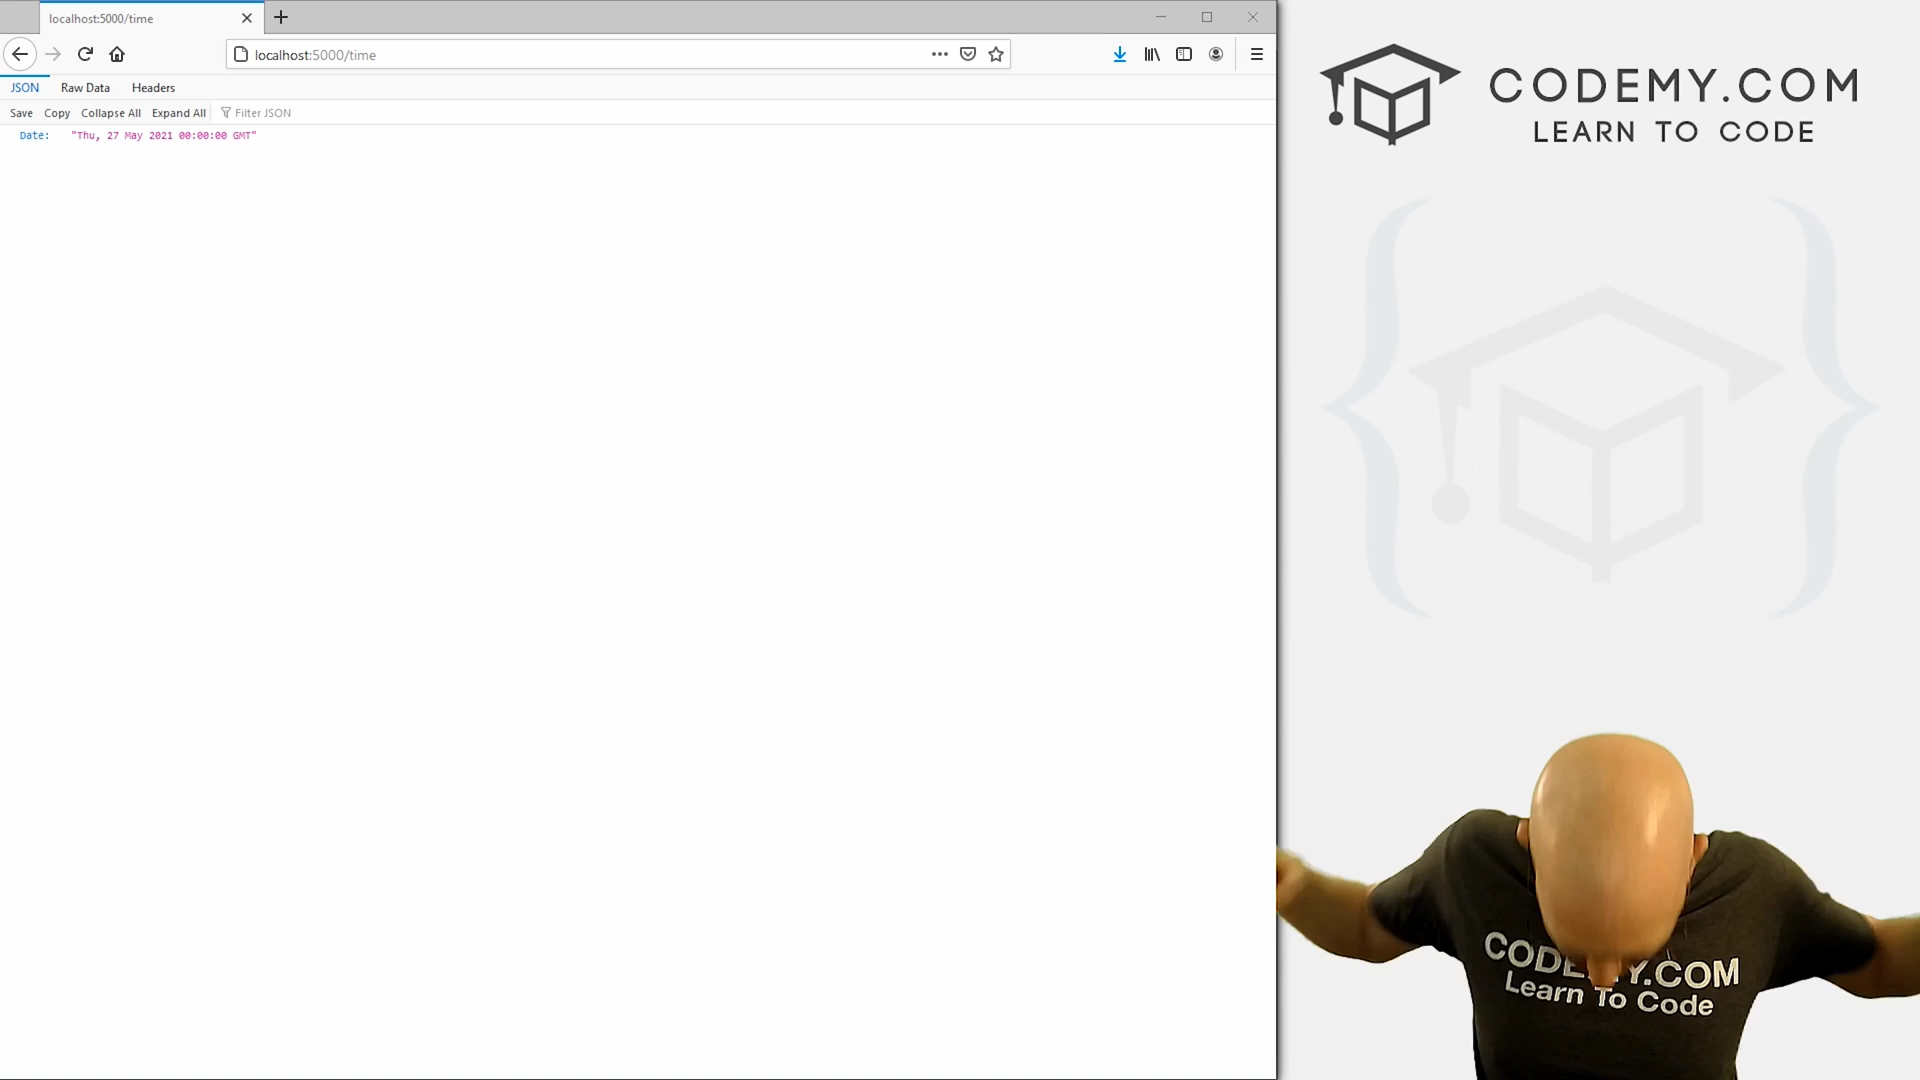 localhost:5000/time
localhost:5000/time
JSON Raw Data Headers
Save Copy Collapse All Expand All Filter JSON
Date: "Thu, 27 May 2021 00:00:00 GMT"
CODEMY.COM
LEARN TO CODE
Learn To Code